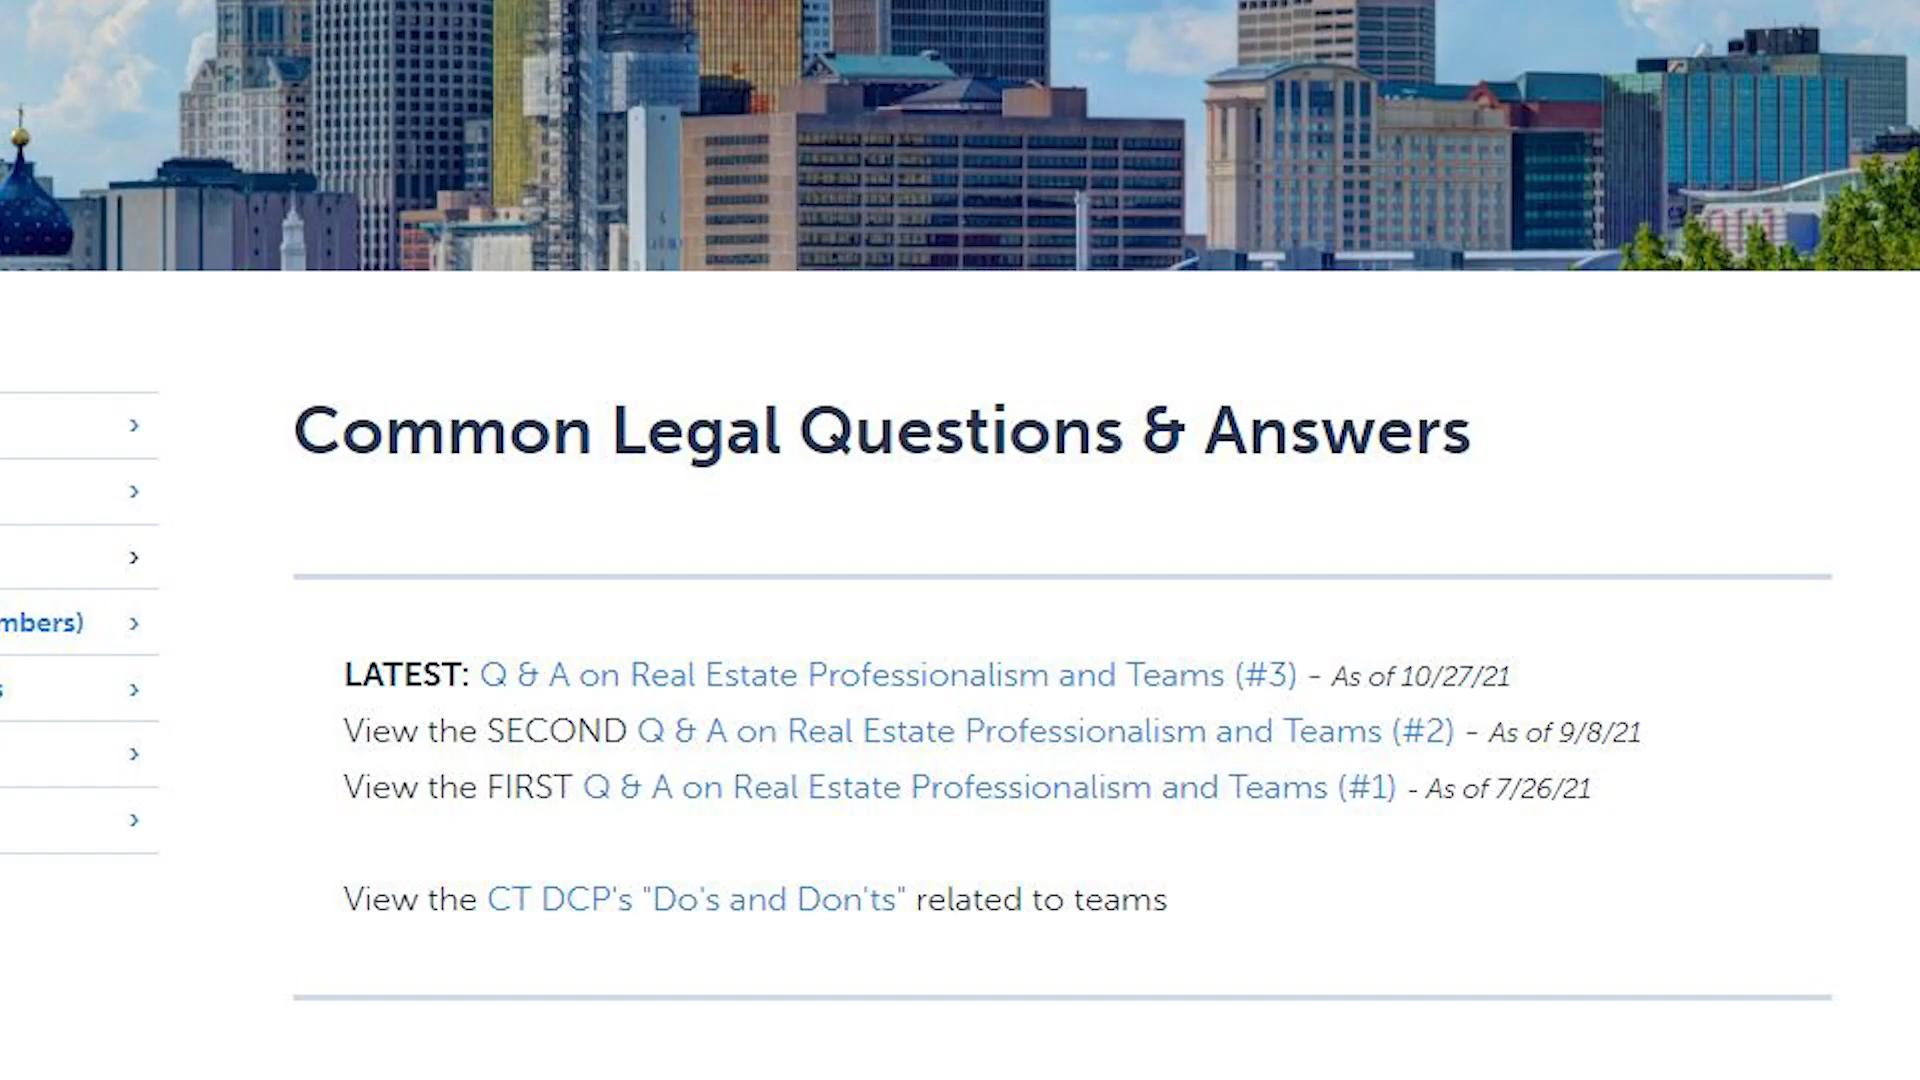 Common Legal Questions & Answers
mbers)
s
LATEST: Q & A on Real Estate Professionalism and Teams (#3) - As of 10/27/21
View the SECOND Q & A on Real Estate Professionalism and Teams (#2) - As of 9/8/21
View the FIRST Q & A on Real Estate Professionalism and Teams (#1) - As of 7/26/21
View the CT DCP's "Do's and Don'ts" related to teams